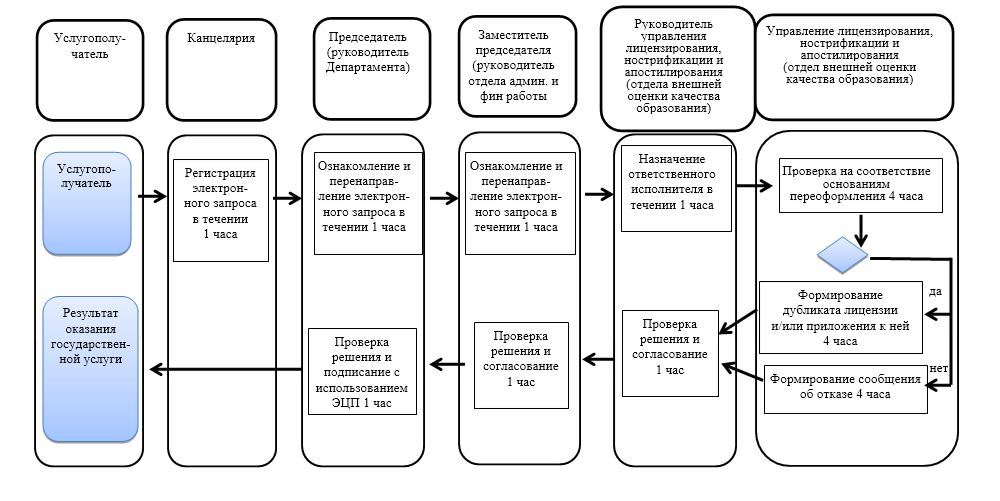 Услугополу-
чатель
Канцелярия
Председатель
(руководитель
Департамента)
Заместитель
председателя
(руководитель
отдела админ. и
фин работы
Руководитель
управления
лицензирования,
нострификации и
апостилирования
(отдела внешней
оценки качества
образования)
Управление лицензирования,
нострификации и
апостилирования
(отдел внешней оценки
качества образования)
Услугопо-
лучатель
Регистрация
электрон-
ного запроса
в течении
1 часа
Ознакомление и
перенаправ-
ление электрон-
ного запроса в
течении 1 часа
Ознакомление и
перенаправ-
ление электрон-
ного запроса в
течении 1 часа
Назначение
ответственного
исполнителя в
течении 1 часа
Проверка на соответствие
основаниям
переоформления 4 часа
да
Формирование
дубликата лицензии
и/или приложения к ней
4 часа
нет
Формирование сообщения
об отказе 4 часа
Проверка
решения и
согласование
1 час
Проверка
решения и
согласование
1 час
Проверка
решения и
подписание с
использованием
ЭЦП 1 час
Результат
оказания
государствен-
ной услуги